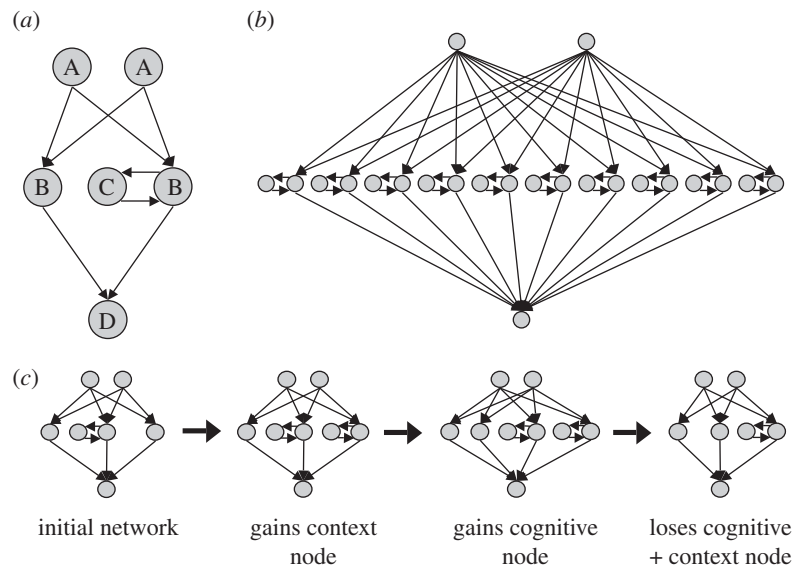 (a)
(b)
A A
B C B
D
(c)
initial network
gains context
node
gains cognitive
node
loses cognitive
+ context node